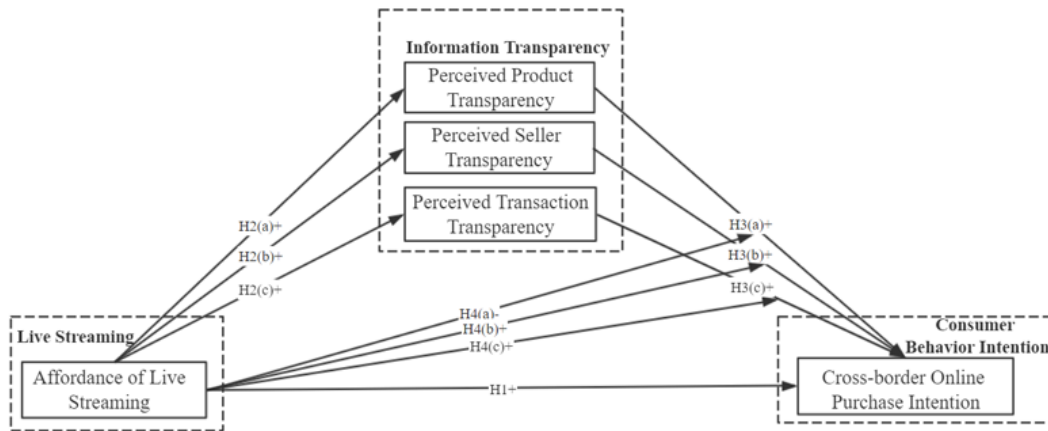 Information Transparency
Perceived Product
Transparency
Perceived Seller
Transparency
Perceived Transaction
Transparency
H2(a)+
H3(a)+
H2(b)+
H3(b)+
H2(c)+
H3(c)+
H4(a)-
H4(b)+
H4(c)+
Live Streaming
Consumer
Behavior Intention
Affordance of Live
Streaming
H1+
Cross-border Online
Purchase Intention